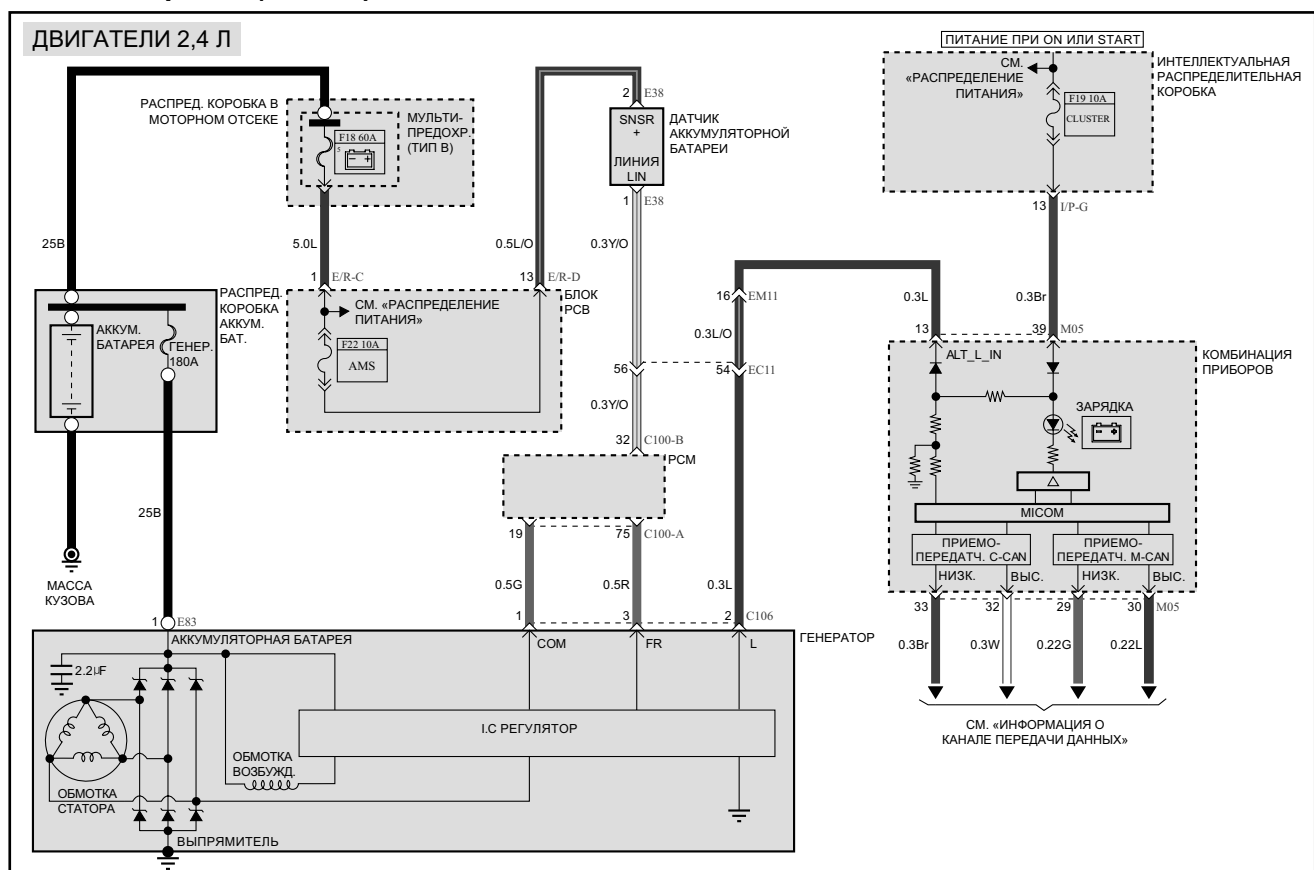 ДВИГАТЕЛИ 2,4 Л
ПИТАНИЕ ПРИ ON ИЛИ START
СМ.
«РАСПРЕДЕЛЕНИЕ
ПИТАНИЯ»
F19 10A
CLUSTER
ИНТЕЛЛЕКТУАЛЬНАЯ
РАСПРЕДЕЛИТЕЛЬНАЯ
КОРОБКА
13 I/P-G
РАСПРЕД. КОРОБКА В
МОТОРНОМ ОТСЕКЕ
F18 60A
5
МУЛЬТИ-
ПРЕДОХР.
(ТИП B)
2 E38
SNSR
+
ЛИНИЯ
LIN
1 E38
ДАТЧИК
АККУМУЛЯТОРНОЙ
БАТАРЕИ
25B
5.0L
0.5L/O
0.3Y/O
0.3L
0.3Br
1 E/R-C
13 E/R-D
16 EM11
0.3L/O
РАСПРЕД.
КОРОБКА
АККУМ.
БАТ.
АККУМ.
БАТАРЕЯ
ГЕНЕР.
180A
СМ. «РАСПРЕДЕЛЕНИЕ
ПИТАНИЯ»
F22 10A
AMS
БЛОК
PCB
56
54 EC11
0.3Y/O
32 C100-B
PCM
19
75 C100-A
13
39 M05
ALT_L_IN
КОМБИНАЦИЯ
ПРИБОРОВ
ЗАРЯДКА
MICOM
ПРИЕМО-
ПЕРЕДАТЧ. C-CAN
ПРИЕМО-
ПЕРЕДАТЧ. M-CAN
НИЗК.
ВЫС.
НИЗК.
ВЫС.
33
32
29
30 M05
0.3Br
0.3W
0.22G
0.22L
СМ. «ИНФОРМАЦИЯ О
КАНАЛЕ ПЕРЕДАЧИ ДАННЫХ»
25B
МАССА
КУЗОВА
0.5G
0.5R
0.3L
1 E83
1
3
2 C106
АККУМУЛЯТОРНАЯ БАТАРЕЯ
COM
FR
L
ГЕНЕРАТОР
2.2µF
I.C РЕГУЛЯТОР
ОБМОТКА
ВОЗБУЖД.
ОБМОТКА
СТАТОРА
ВЫПРЯМИТЕЛЬ